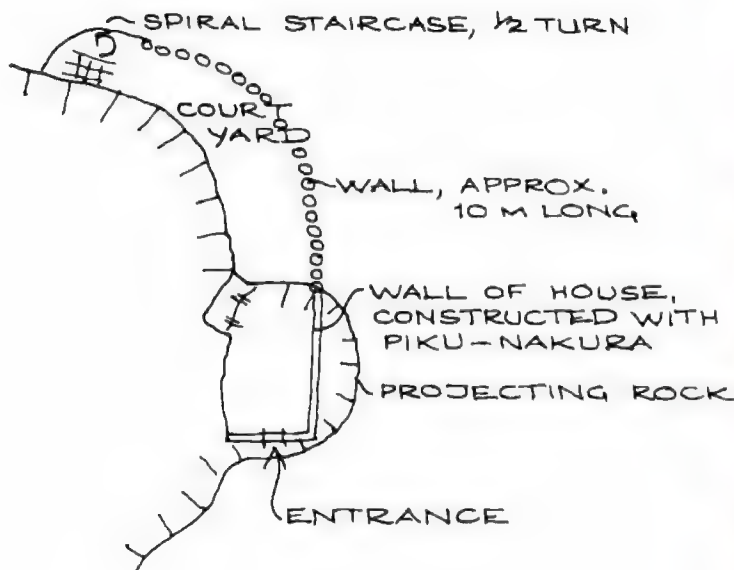 SPIRAL STAIRCASE, ½ TURN
COURT
YARD
WALL, APPROX.
10 M LONG
WALL OF HOUSE,
CONSTRUCTED WITH
PIKU-NAKURA
PROJECTING ROCK
ENTRANCE